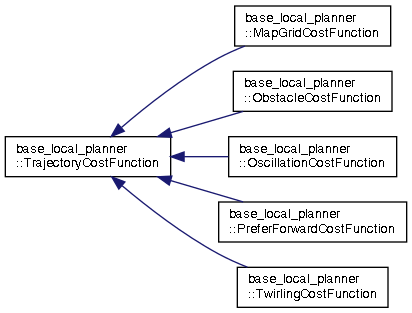 base_local_planner
::MapGridCostFunction
base_local_planner
::ObstacleCostFunction
base_local_planner
::TrajectoryCostFunction
base_local_planner
::OscillationCostFunction
base_local_planner
::PreferForwardCostFunction
base_local_planner
::TwirlingCostFunction